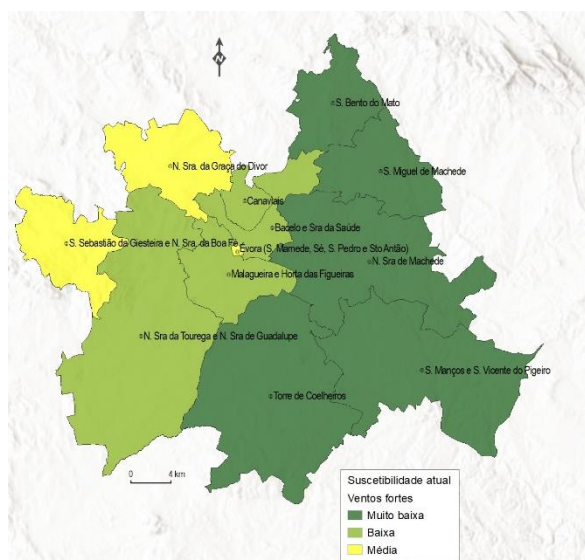 N
S. Bento do Mato
N. Sra. da Graça do Divor
S. Miguel de Machede
Canaviais
Bacelo e Sra da Saúde
S. Sebastião da Giesteira e N. Sra. da Boa Fé
Évora (S. Mamede, Sé, S. Pedro e Sto Antão)
N. Sra de Machede
Malagueira e Horta das Figueiras
N. Sra da Tourega e N. Sra de Guadalupe
S. Manços e S. Vicente do Pigeiro
Torre de Coelheiros
0 4 km
Suscetibilidade atual
Ventos fortes
Muito baixa
Baixa
Média